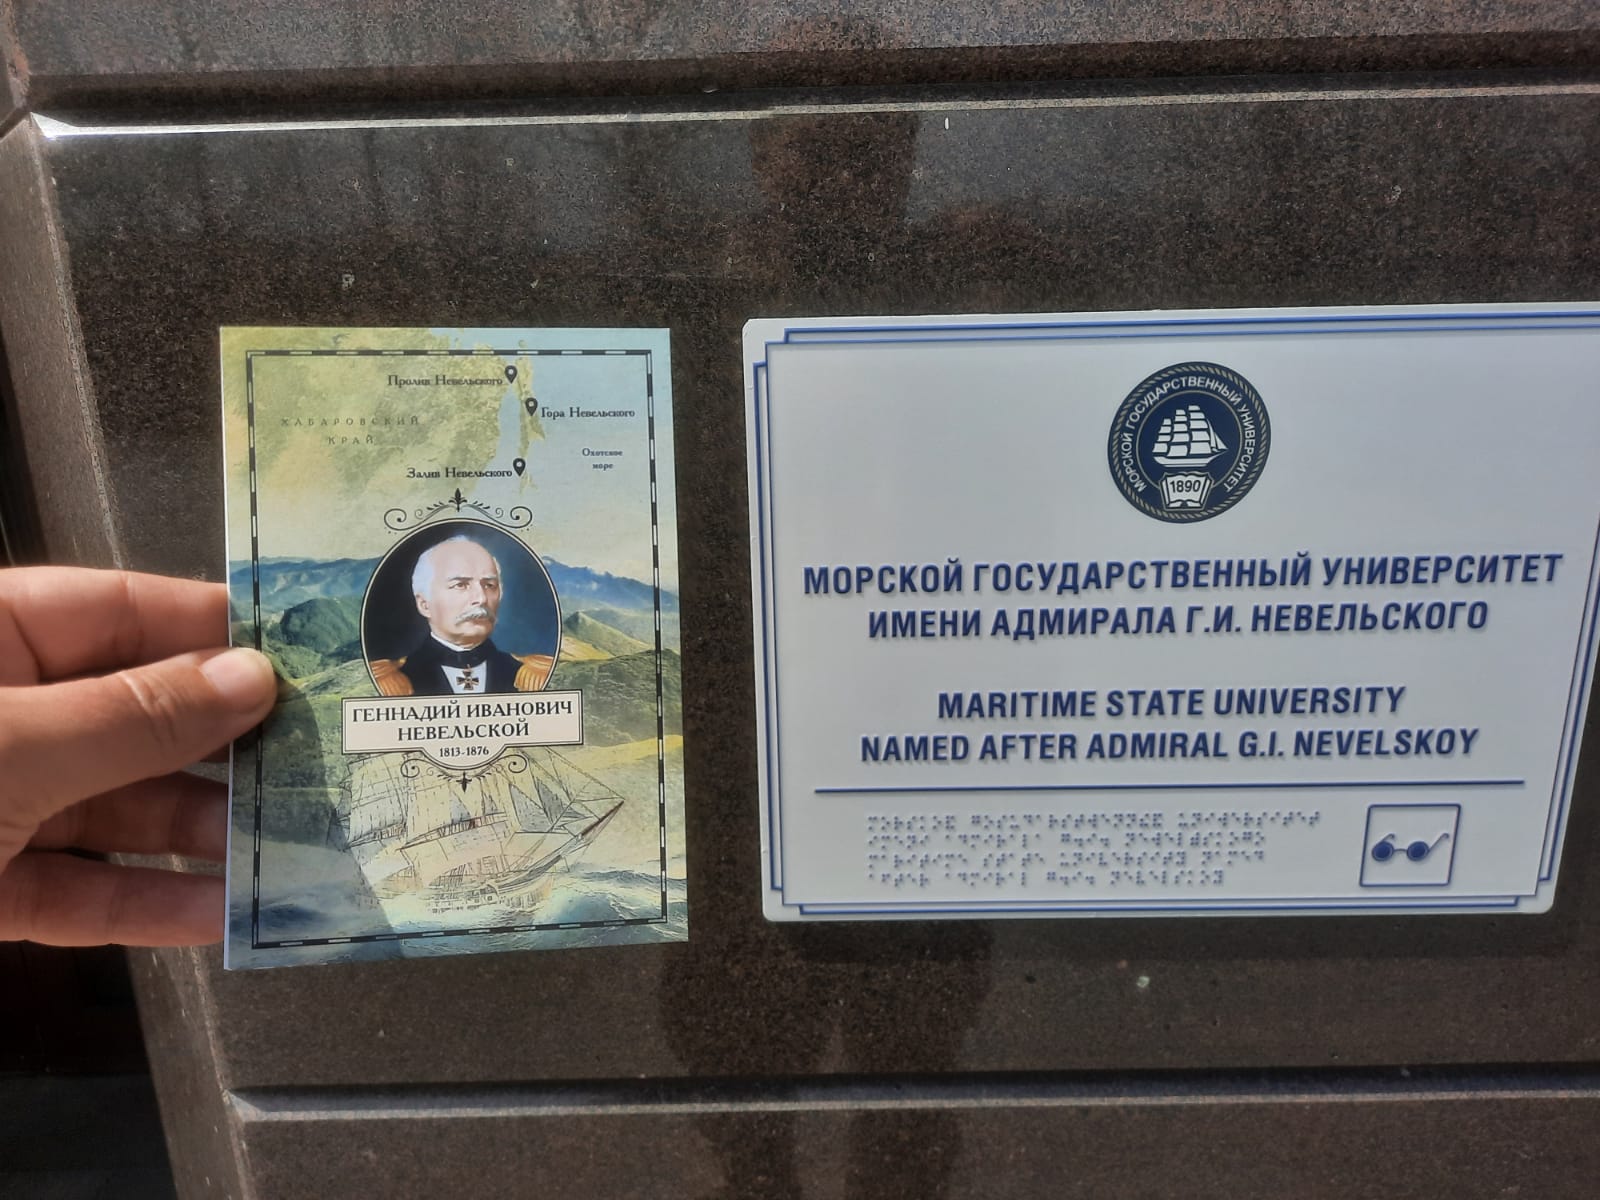 Пролив Невельского
Гора Невельского
ХАБАРОВСКИЙ
КРАЙ
Охотское
море
Залив Невельского
ГЕННАДИЙ ИВАНОВИЧ
НЕВЕЛЬСКОЙ
1813-1876
МОРСКОЙ ГОСУДАРСТВЕННЫЙ УНИВЕРСИТЕТ
1890
МОРСКОЙ ГОСУДАРСТВЕННЫЙ УНИВЕРСИТЕТ
ИМЕНИ АДМИРАЛА Г.И. НЕВЕЛЬСКОГО
MARITIME STATE UNIVERSITY
NAMED AFTER ADMIRAL G.I. NEVELSKOY